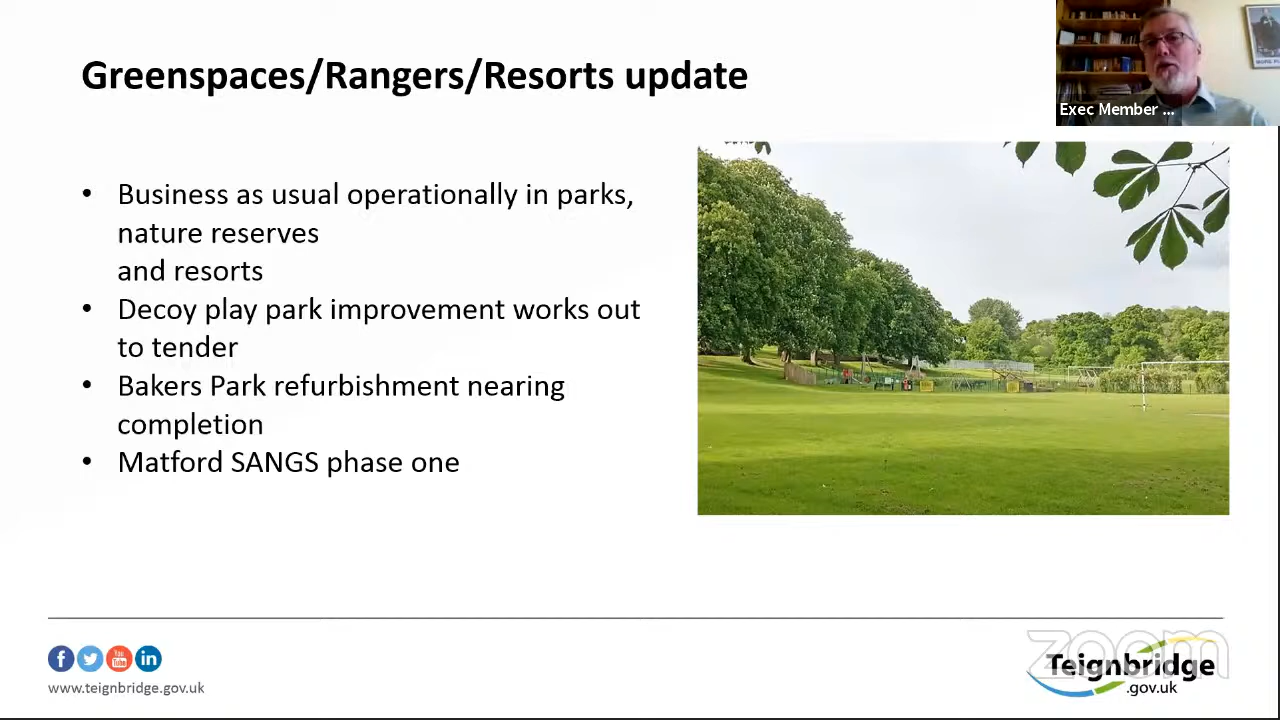 Greenspaces/Rangers/Resorts update
Exec Member ...
• Business as usual operationally in parks,
nature reserves
and resorts
• Decoy play park improvement works out
to tender
• Bakers Park refurbishment nearing
completion
• Matford SANGS phase one
You
Tube
www.teignbridge.gov.uk
zoom
Teignbridge
.gov.uk